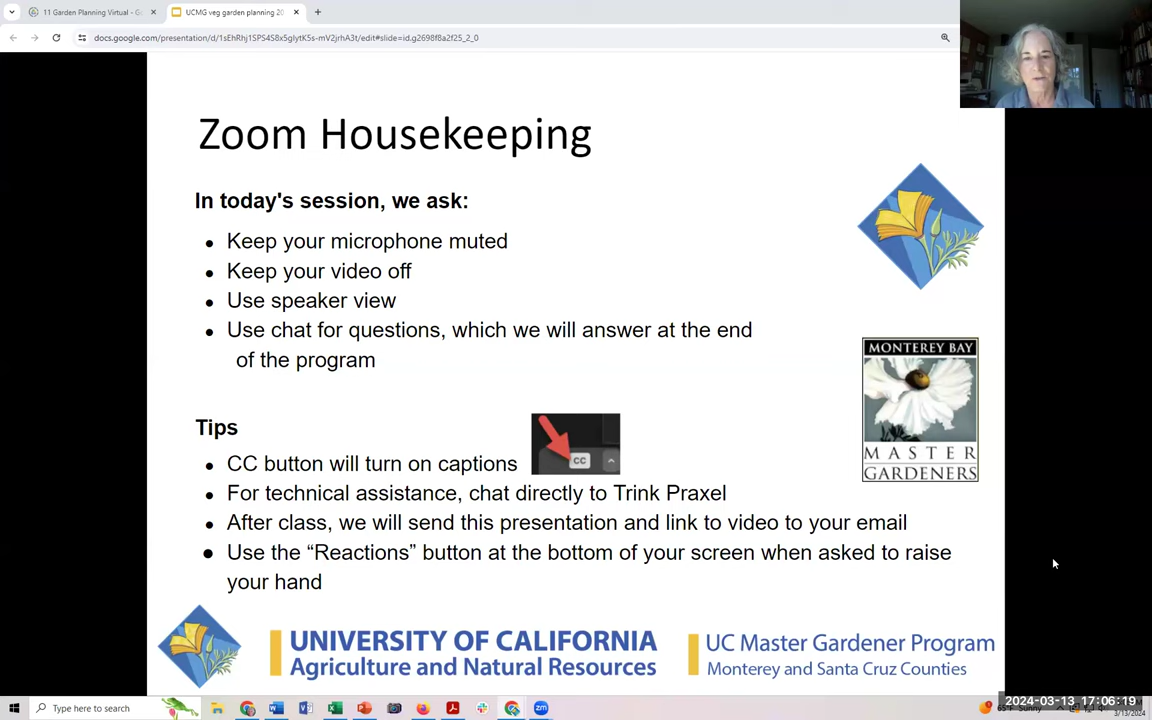 11 Garden Planning Virtual - G
UCMG veg garden planning 20
docs.google.com/presentation/d/1sEhRhj1SPS4S8x5glytK5s-mV2jrhA3t/edit#slide=id.g2698f8a2f25_2_0
Zoom Housekeeping
In today's session, we ask:
● Keep your microphone muted
● Keep your video off
● Use speaker view
● Use chat for questions, which we will answer at the end
of the program
MONTEREY BAY
MASTER
GARDENERS
Tips
● CC button will turn on captions
CC
● For technical assistance, chat directly to Trink Praxel
● After class, we will send this presentation and link to video to your email
● Use the “Reactions” button at the bottom of your screen when asked to raise
your hand
UNIVERSITY OF CALIFORNIA
Agriculture and Natural Resources
UC Master Gardener Program
Monterey and Santa Cruz Counties
Type here to search
2024-03-13 17:06:19
3/13/2024